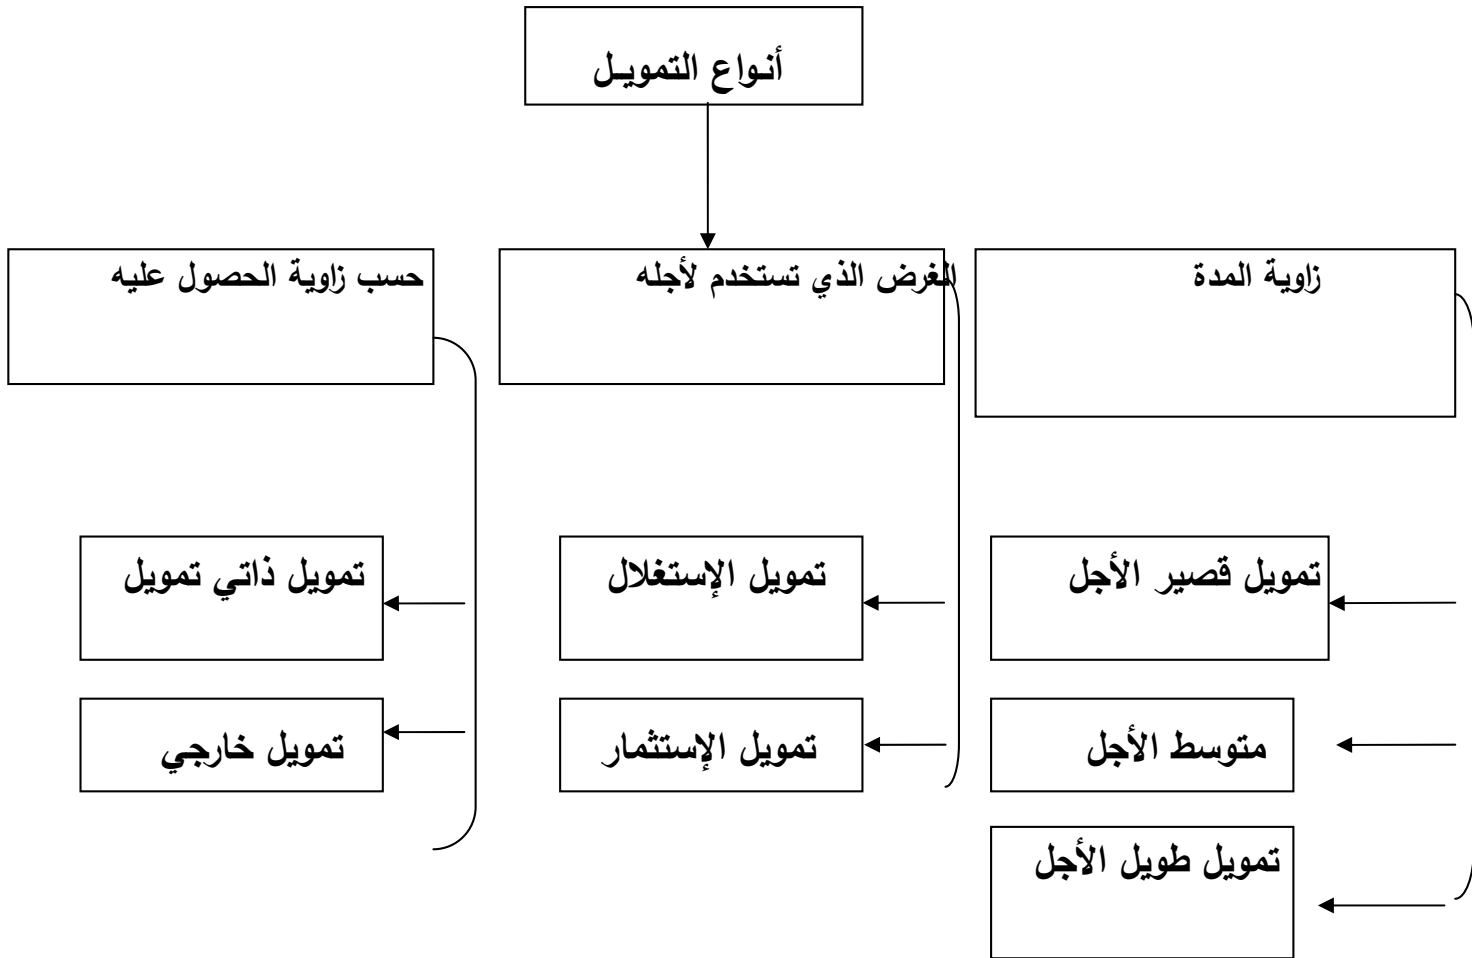 أنواع التمويل
زاوية المدة
الغرض الذي تستخدم لأجله
حسب زاوية الحصول عليه
تمويل قصير الأجل
تمويل الإستغلال
تمويل ذاتي تمويل
متوسط الأجل
تمويل الإستثمار
تمويل خارجي
تمويل طويل الأجل